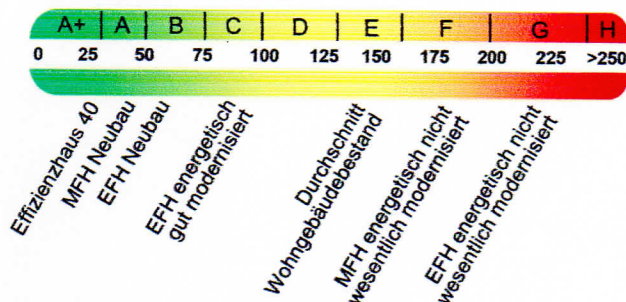 A+ A B C D E F G H
0 25 50 75 100 125 150 175 200 225 >250
Effizienzhaus 40
MFH Neubau
EFH Neubau
EFH energetisch
gut modernisiert
Durchschnitt
Wohngebäudebestand
MFH energetisch nicht
wesentlich modernisiert
EFH energetisch nicht
wesentlich modernisiert